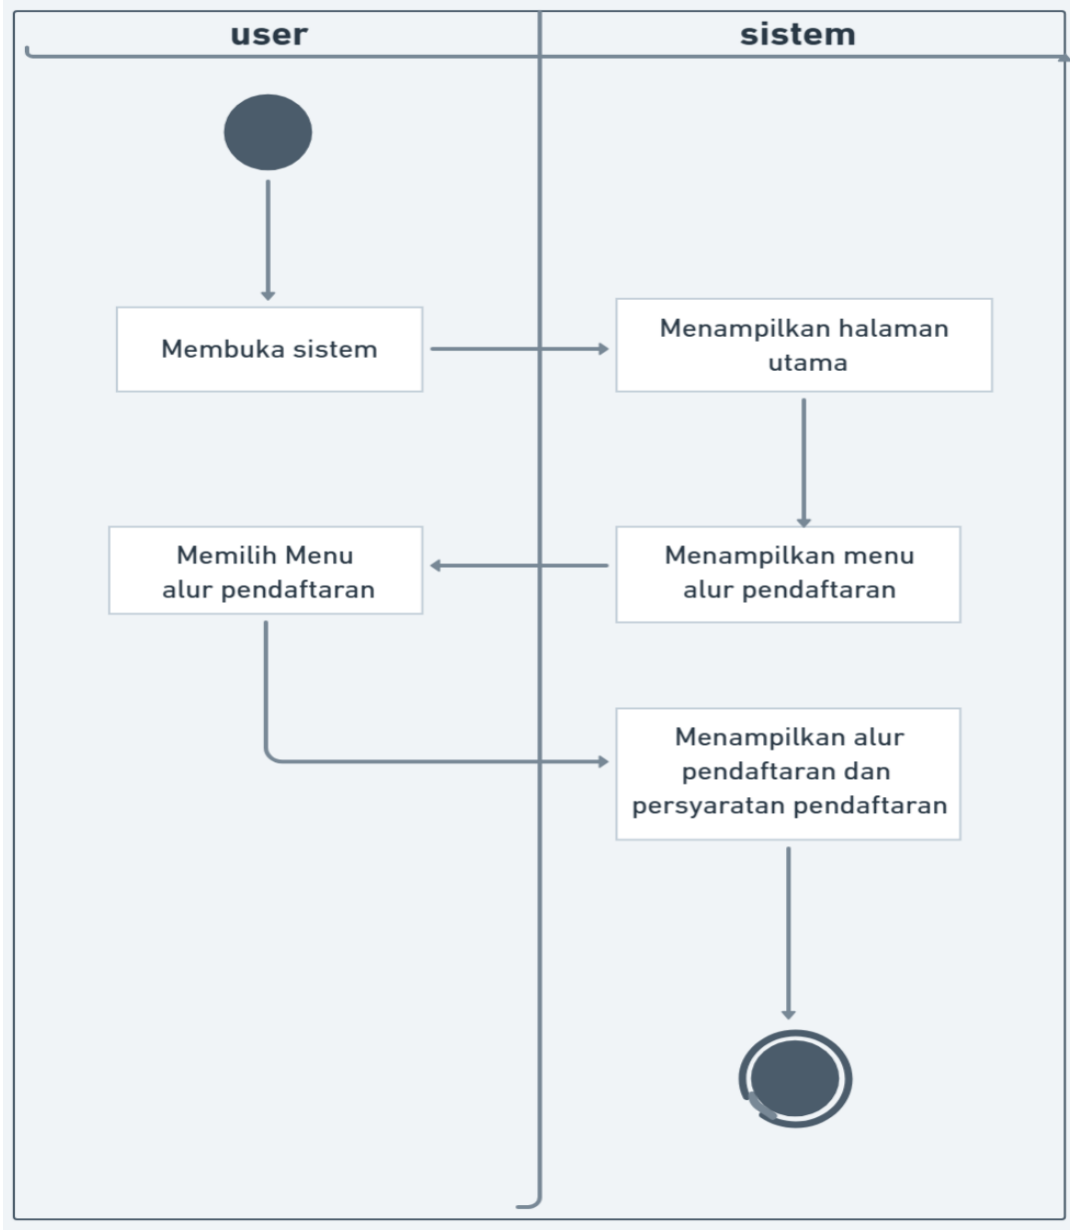 user
sistem
Membuka sistem
Menampilkan halaman
utama
Memilih Menu
alur pendaftaran
Menampilkan menu
alur pendaftaran
Menampilkan alur
pendaftaran dan
persyaratan pendaftaran